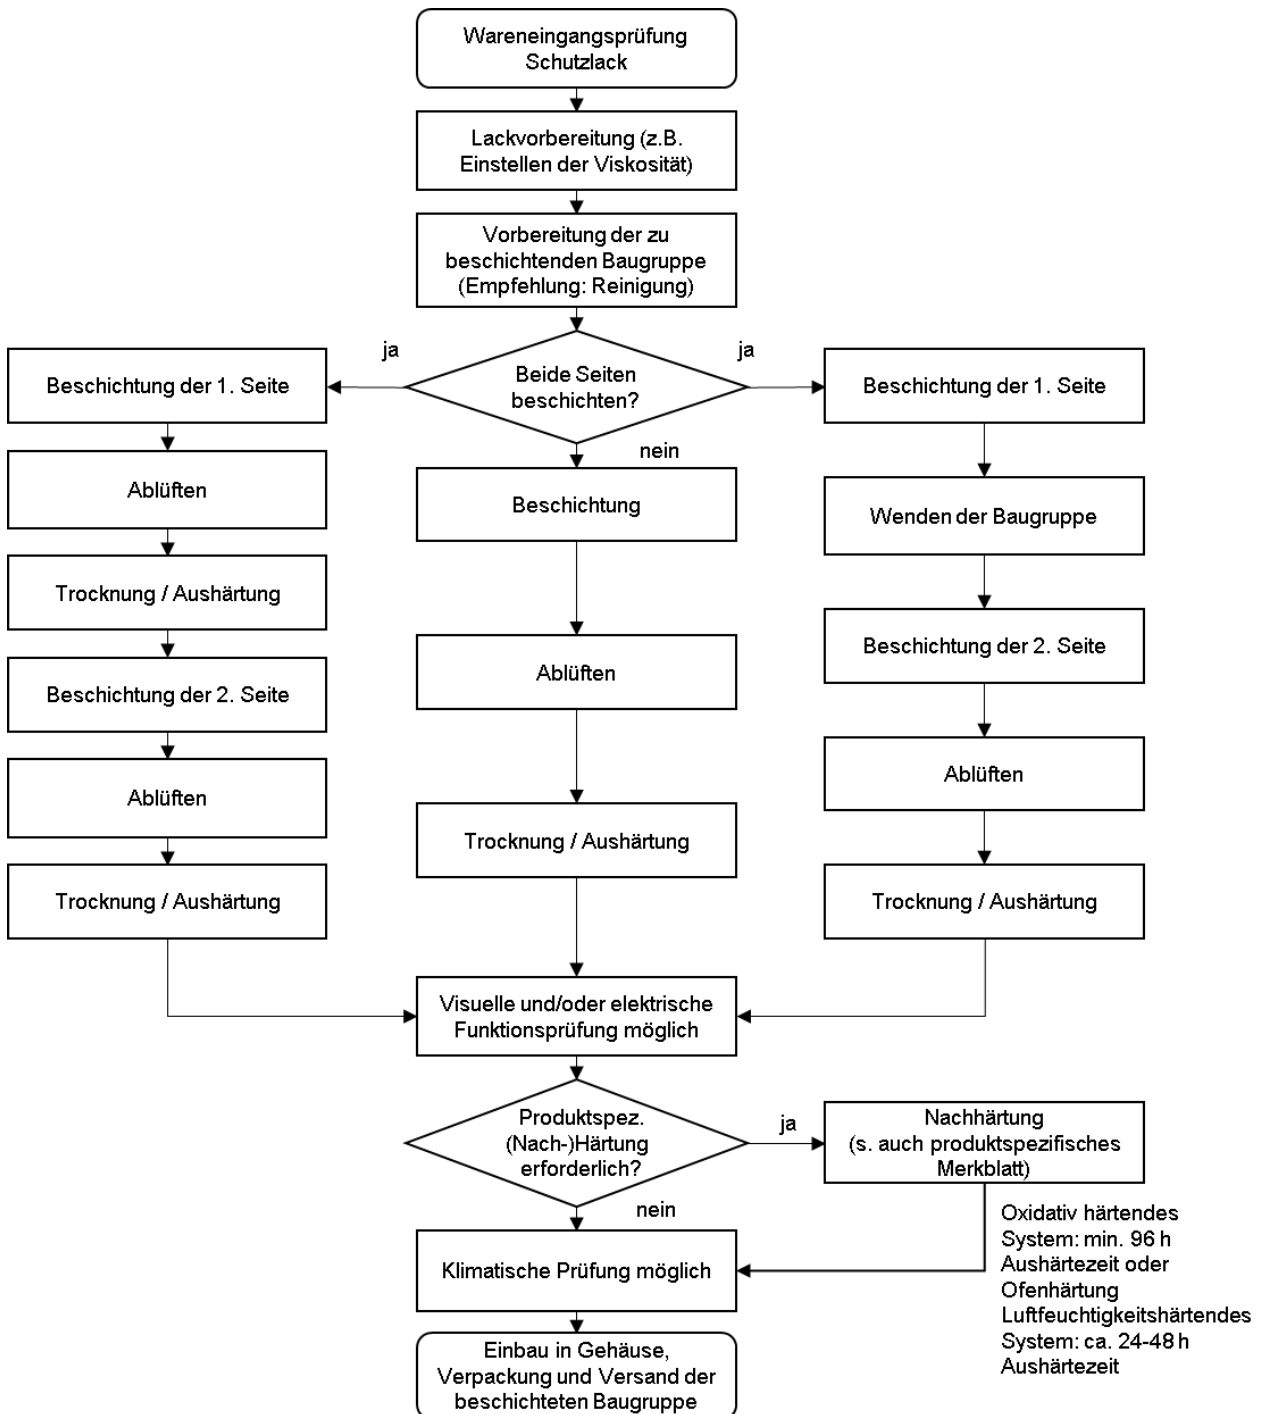 Wareneingangsprüfung
Schutzlack
Lackvorbereitung (z.B.
Einstellen der Viskosität)
Vorbereitung der zu
beschichtenden Baugruppe
(Empfehlung: Reinigung)
Beide Seiten
beschichten?
ja
ja
nein
Beschichtung der 1. Seite
Ablüften
Trocknung / Aushärtung
Beschichtung der 2. Seite
Ablüften
Trocknung / Aushärtung
Beschichtung
Ablüften
Trocknung / Aushärtung
Beschichtung der 1. Seite
Wenden der Baugruppe
Beschichtung der 2. Seite
Ablüften
Trocknung / Aushärtung
Visuelle und/oder elektrische
Funktionsprüfung möglich
Produktspez.
(Nach-)Härtung
erforderlich?
ja
Nachhärtung
(s. auch produktspezifisches
Merkblatt)
nein
Oxidativ härtendes
System: min. 96 h
Aushärtezeit oder
Ofenhärtung
Luftfeuchtigkeitshärtendes
System: ca. 24-48 h
Aushärtezeit
Klimatische Prüfung möglich
Einbau in Gehäuse,
Verpackung und Versand der
beschichteten Baugruppe